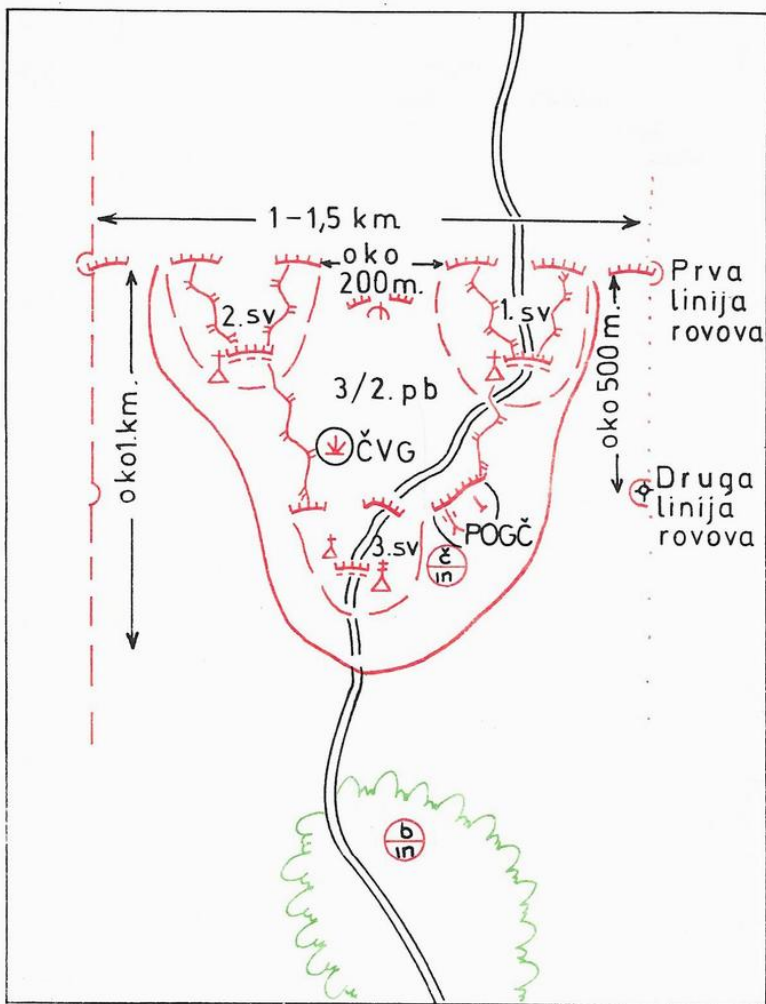 1-1,5 km
oko
200m.
Prva
linija
rovova
2.sv
1.sv
oko 500m.
3/2. pb
oko1.km.
ČVG
Druga
linija
rovova
POGČ
3.sv
č
in
b
in